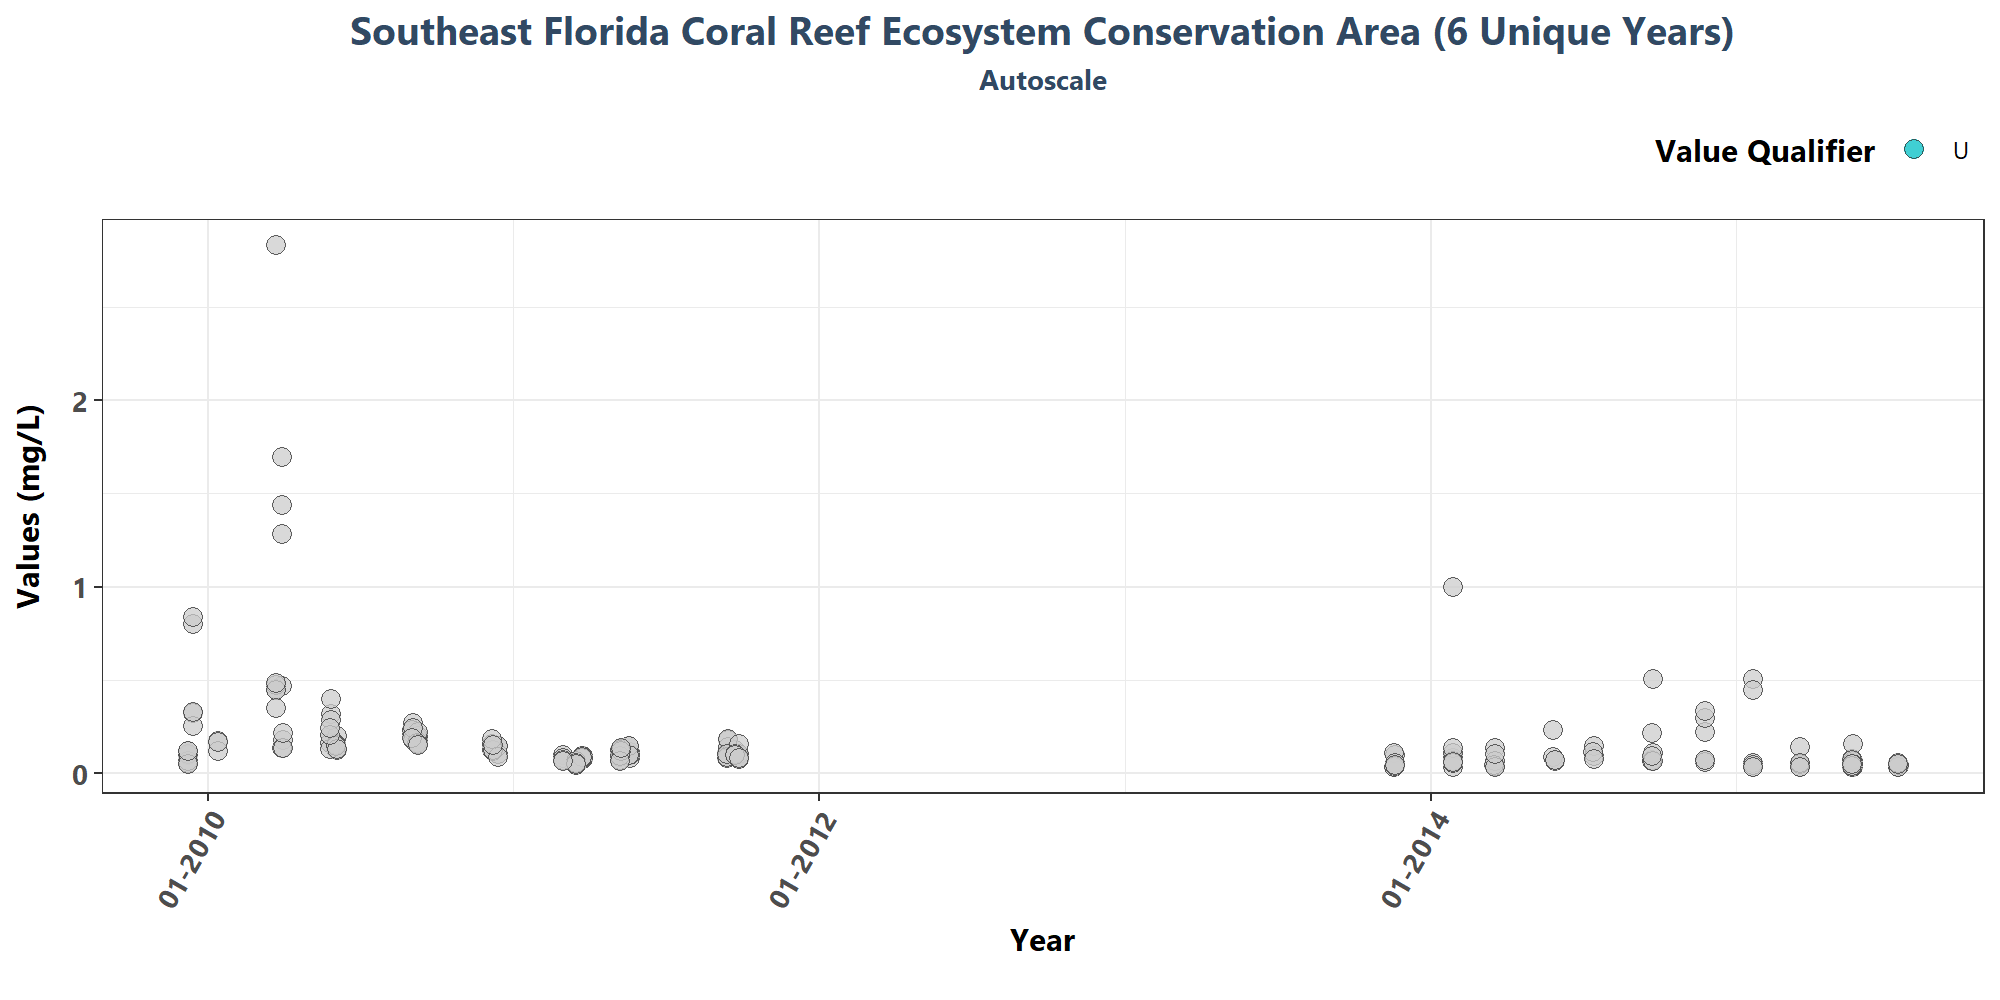 Southeast Florida Coral Reef Ecosystem Conservation Area (6 Unique Years)
Autoscale
Value Qualifier U
Values (mg/L)
2
1
0
01-2010 01-2012 01-2014
Year